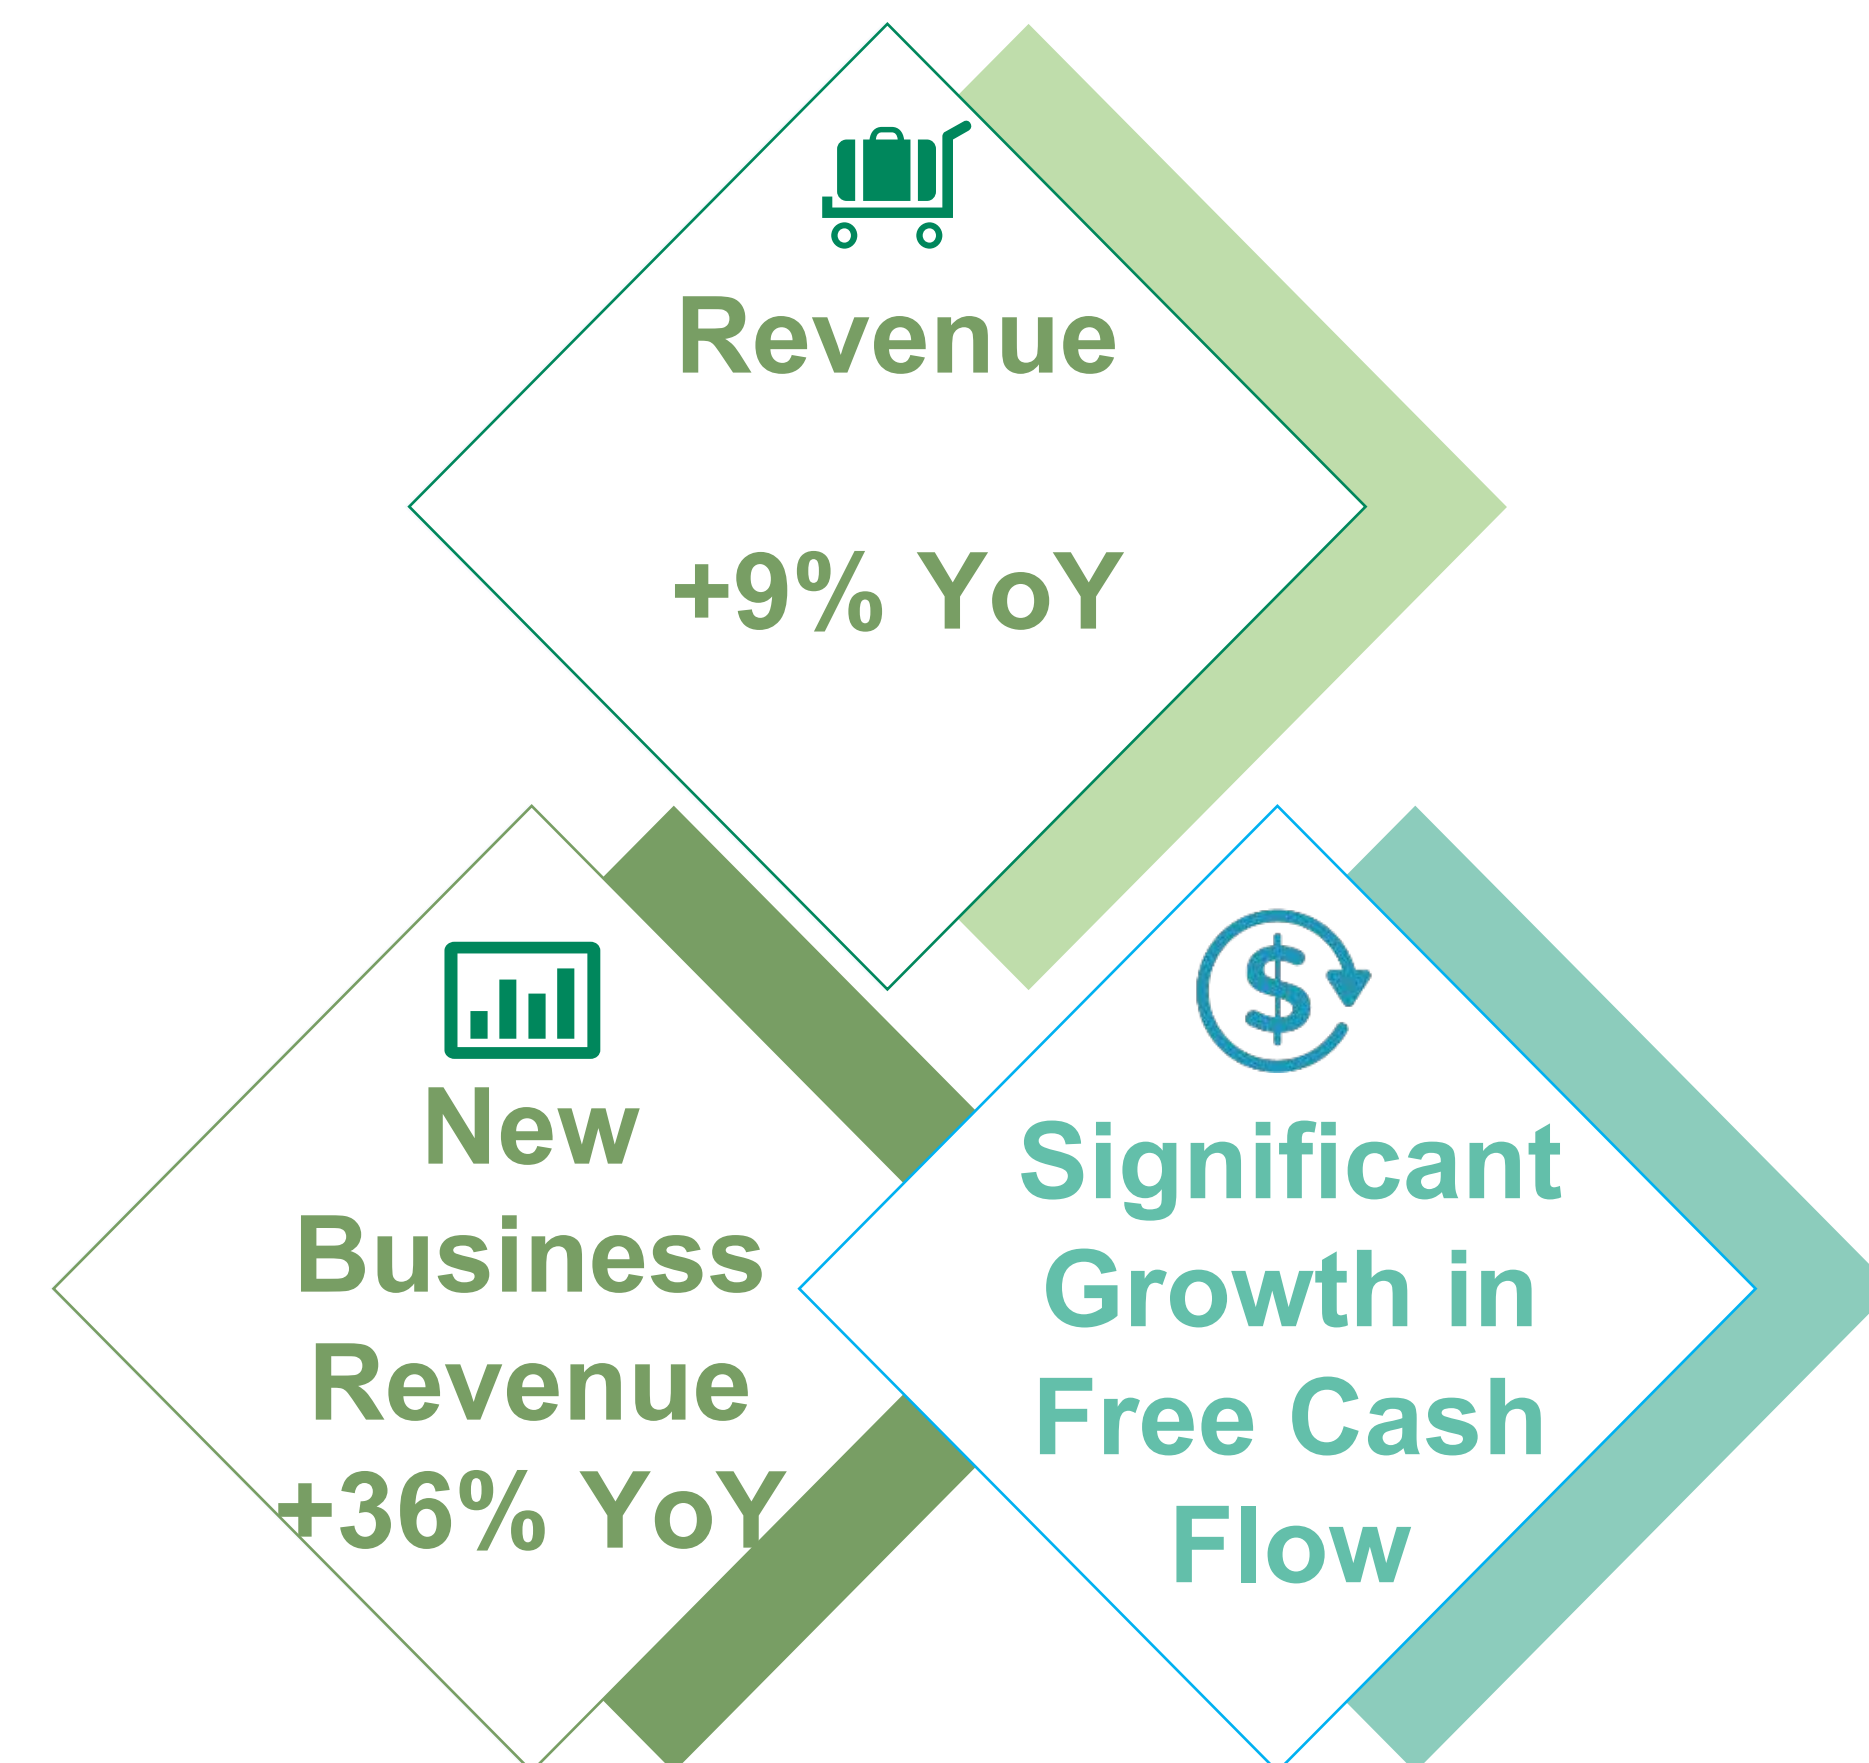 Revenue
+9% YoY
New
Business
Revenue
+36% YoY
Significant
Growth in
Free Cash
Flow